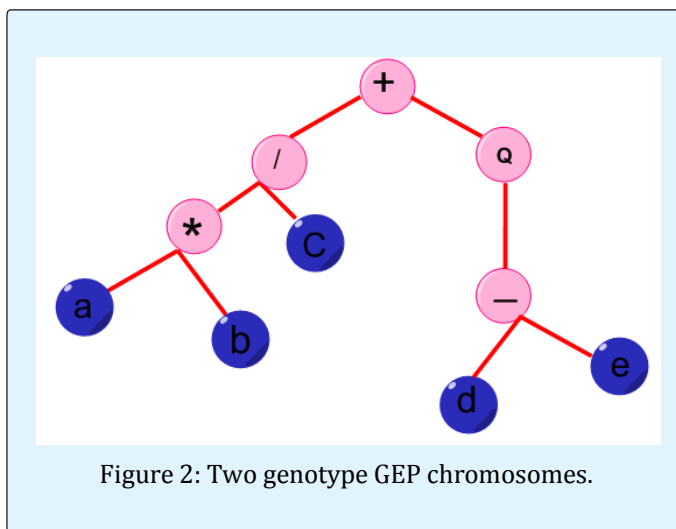 +
/
Q
*
C
a
b
–
d
e
Figure 2: Two genotype GEP chromosomes.